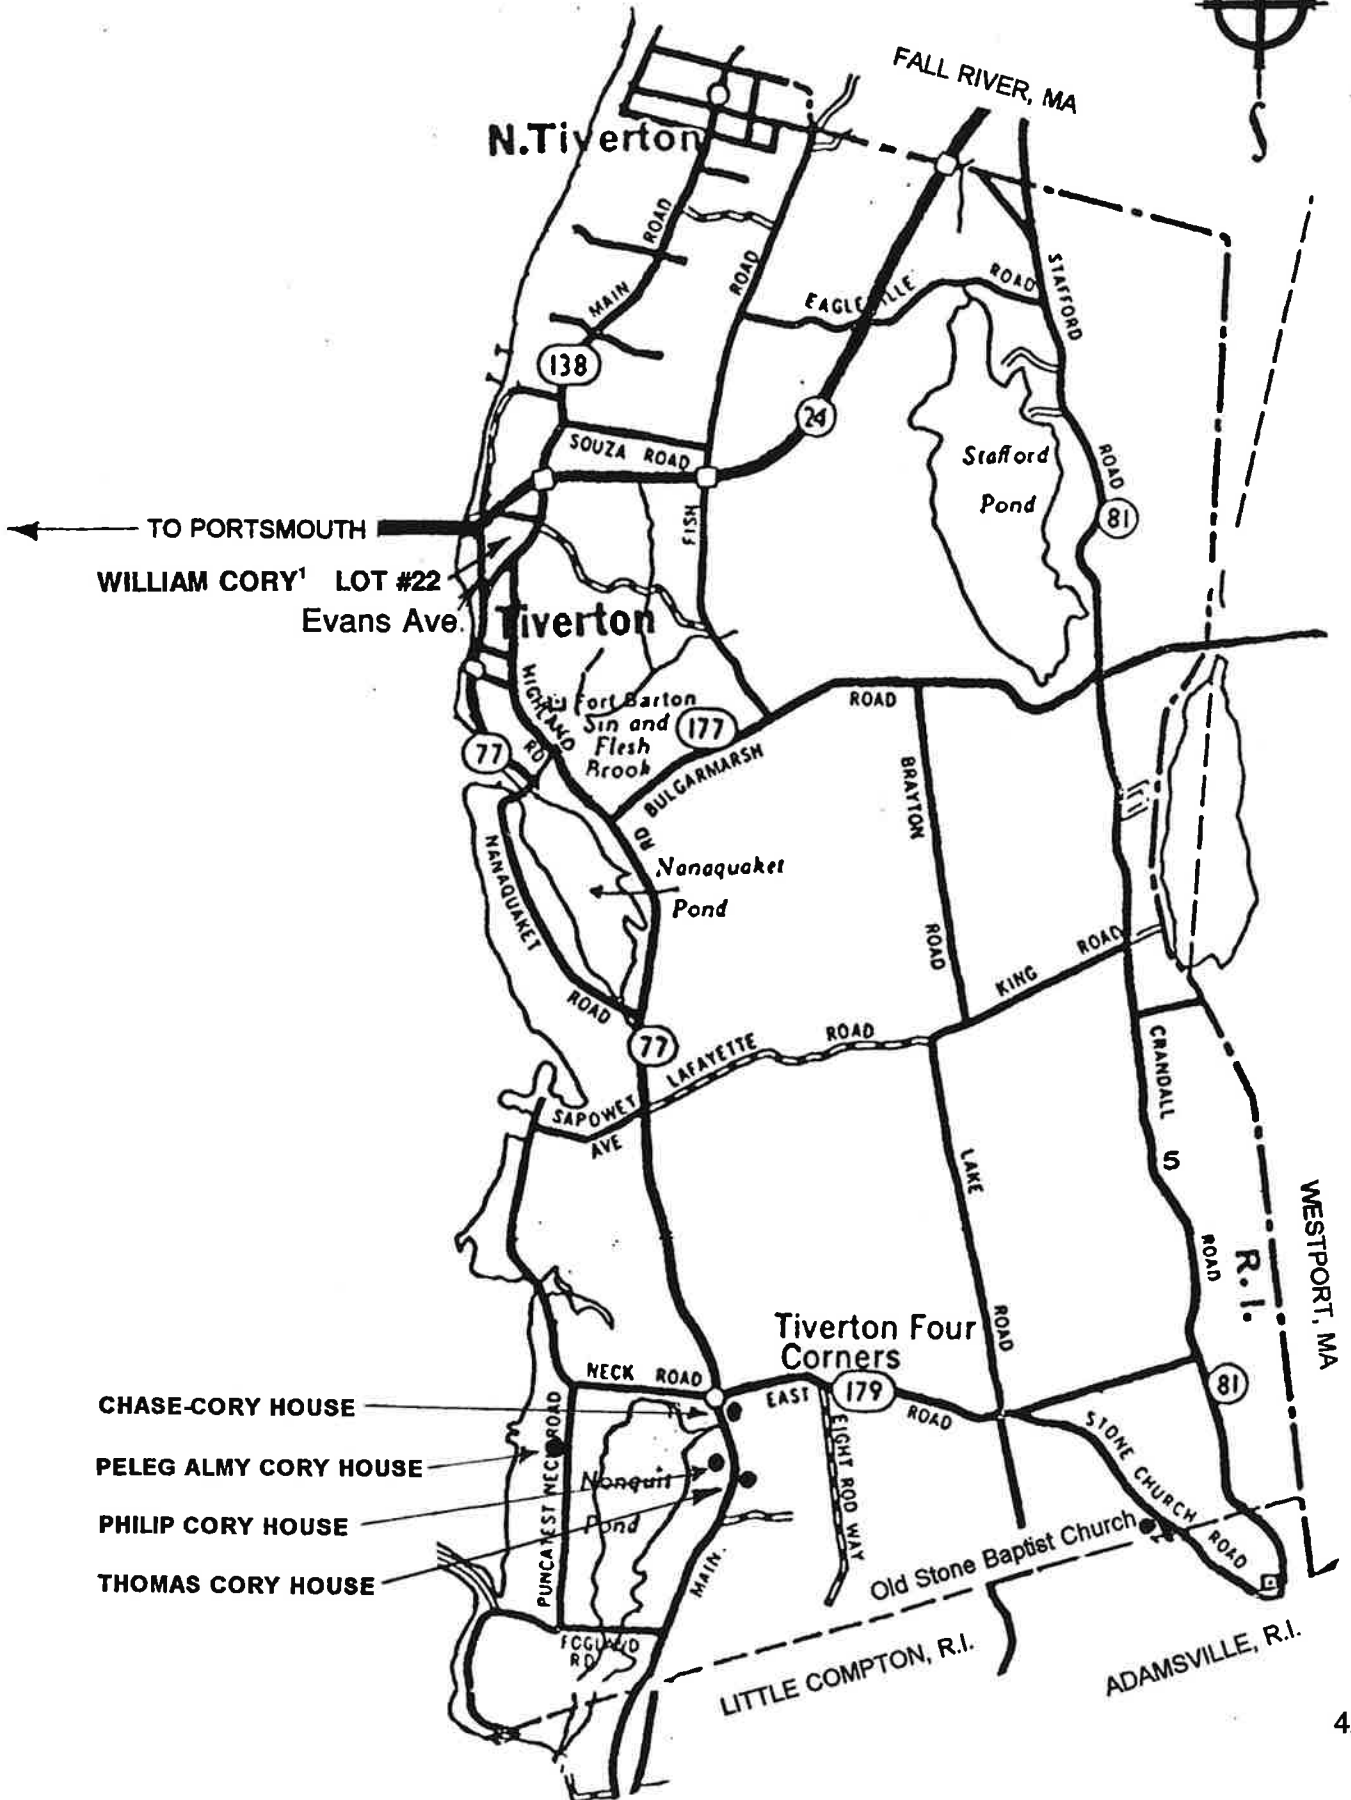 FALL RIVER, MA
N.Tiverton
MAIN ROAD
ROAD
EAGLEVILLE ROAD
STAFFORD
138
24
SOUZA ROAD
Stafford
Pond
ROAD
81
FISH
TO PORTSMOUTH
WILLIAM CORY¹ LOT #22
Evans Ave.
Tiverton
HIGHLAND
RD
Fort Barton
Sin and
Flesh
Brook
177
BULGARMARSH
ROAD
77
BRAYTON
ROAD
RD
NANAQUAKET
ROAD
Nanaquaket
Pond
KING ROAD
77
LAFAYETTE ROAD
SAPOWET
AVE
CRANDALL
5
ROAD
LAKE
ROAD
R.I.
WESTPORT, MA
Tiverton Four
Corners
NECK ROAD
EAST
179
ROAD
81
CHASE-CORY HOUSE
PELEG ALMY CORY HOUSE
PHILIP CORY HOUSE
THOMAS CORY HOUSE
PUNCATEST NECK ROAD
Nonquit
Pond
EIGHT ROD WAY
STONE CHURCH ROAD
Old Stone Baptist Church
MAIN.
FOGLAND
RD
LITTLE COMPTON, R.I.
ADAMSVILLE, R.I.